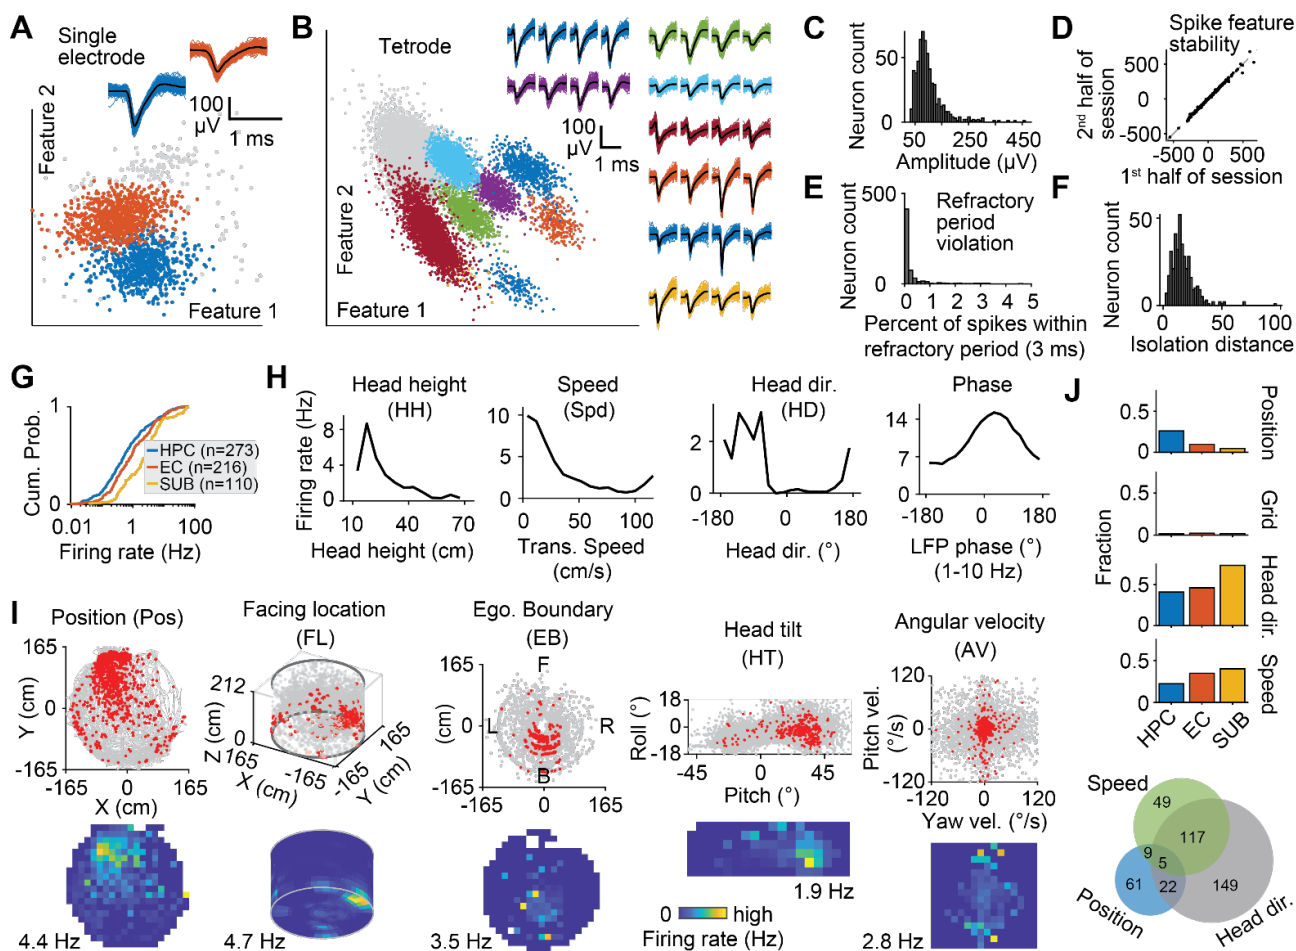 A
Single
electrode
100
µV
1 ms
Feature 2
Feature 1
B
Tetrode
100
µV
1 ms
Feature 2
Feature 1
C
Neuron count
50
0
50
250
450
Amplitude (µV)
D
Spike feature
stability
2nd half of
session
500
0
-500
-500
0
500
1st half of session
E
Neuron count
500
0
Refractory
period
violation
0 1 2 3 4 5
Percent of spikes within
refractory period (3 ms)
F
Neuron count
50
0
0
50
100
Isolation distance
G
Cum. Prob.
1
0
HPC (n=273)
EC (n=216)
SUB (n=110)
0.01
1
100
Firing rate (Hz)
H
Head height
(HH)
Firing rate (Hz)
8
4
0
10
40
70
Head height (cm)
Speed
(Spd)
10
5
0
0
50
100
Trans. Speed
(cm/s)
Head dir.
(HD)
2
0
-180
0
180
Head dir. (°)
Phase
14
7
0
-180
0
180
LFP phase (°)
(1-10 Hz)
I
Position (Pos)
165
0
-165
Y (cm)
-165
0
165
X (cm)
4.4 Hz
Facing location
(FL)
212
0
Z (cm)
165
-165
X (cm)
-165
165
Y (cm)
4.7 Hz
Ego. Boundary
(EB)
165
0
-165
(cm)
F
L
R
B
-165
0
165
(cm)
3.5 Hz
Head tilt
(HT)
Roll (°)
18
0
-18
-45
0
45
Pitch (°)
1.9 Hz
0
high
Firing rate (Hz)
Angular velocity
(AV)
Pitch vel.
(°/s)
120
0
-120
-120
0
120
Yaw vel. (°/s)
2.8 Hz
J
Fraction
0.5
0
Position
0.5
0
Grid
0.5
0
Head dir.
0.5
0
Speed
HPC
EC
SUB
Speed
49
117
9
5
61
22
149
Position
Head dir.